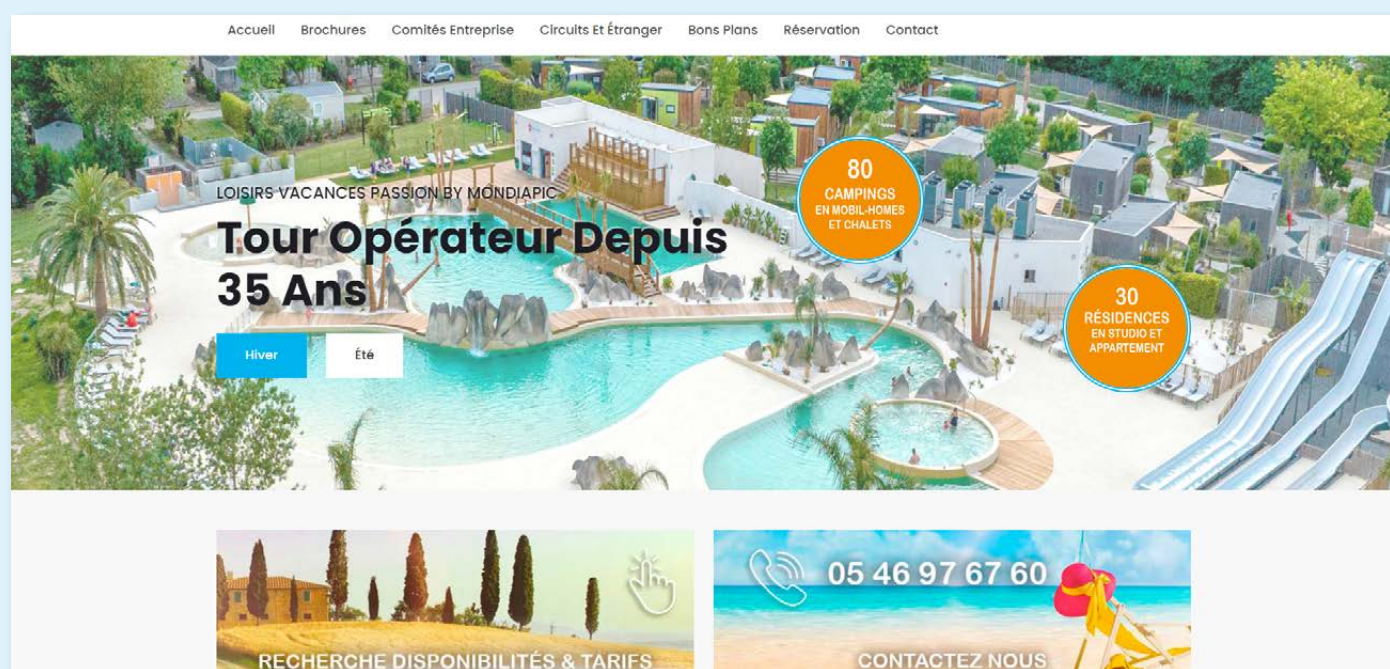 Accueil Brochures Comités Entreprise Circuits Et Étranger Bons Plans Réservation Contact
LOISIRS VACANCES PASSION BY MONDIAPIC
Tour Opérateur Depuis
35 Ans
Hiver Été
80
CAMPINGS
EN MOBIL-HOMES
ET CHALETS
30
RÉSIDENCES
EN STUDIO ET
APPARTEMENT
RECHERCHE DISPONIBILITÉS & TARIFS
05 46 97 67 60
CONTACTEZ NOUS